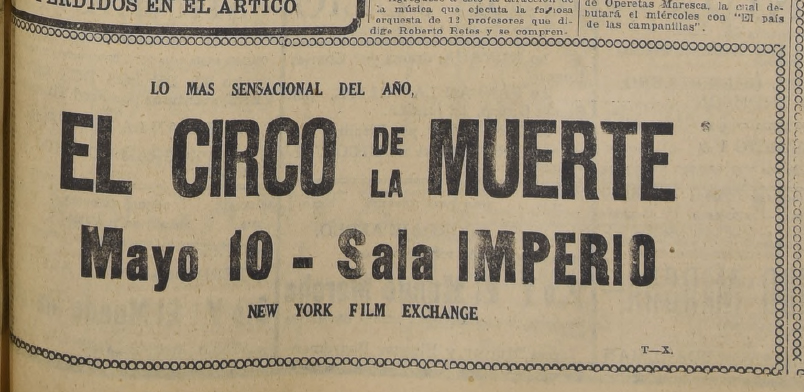 PERDIDOS EN EL ARTICO
la música que ejecuta la famosa
orquesta de 12 profesores que di-
dige Roberto Retes y se compren-
de Operetas Maresca, la cual de-
butará el miércoles con "El país
de las campanillas".
LO MAS SENSACIONAL DEL AÑO,
EL CIRCO DE LA MUERTE
Mayo 10 - Sala IMPERIO
NEW YORK FILM EXCHANGE
T—X.